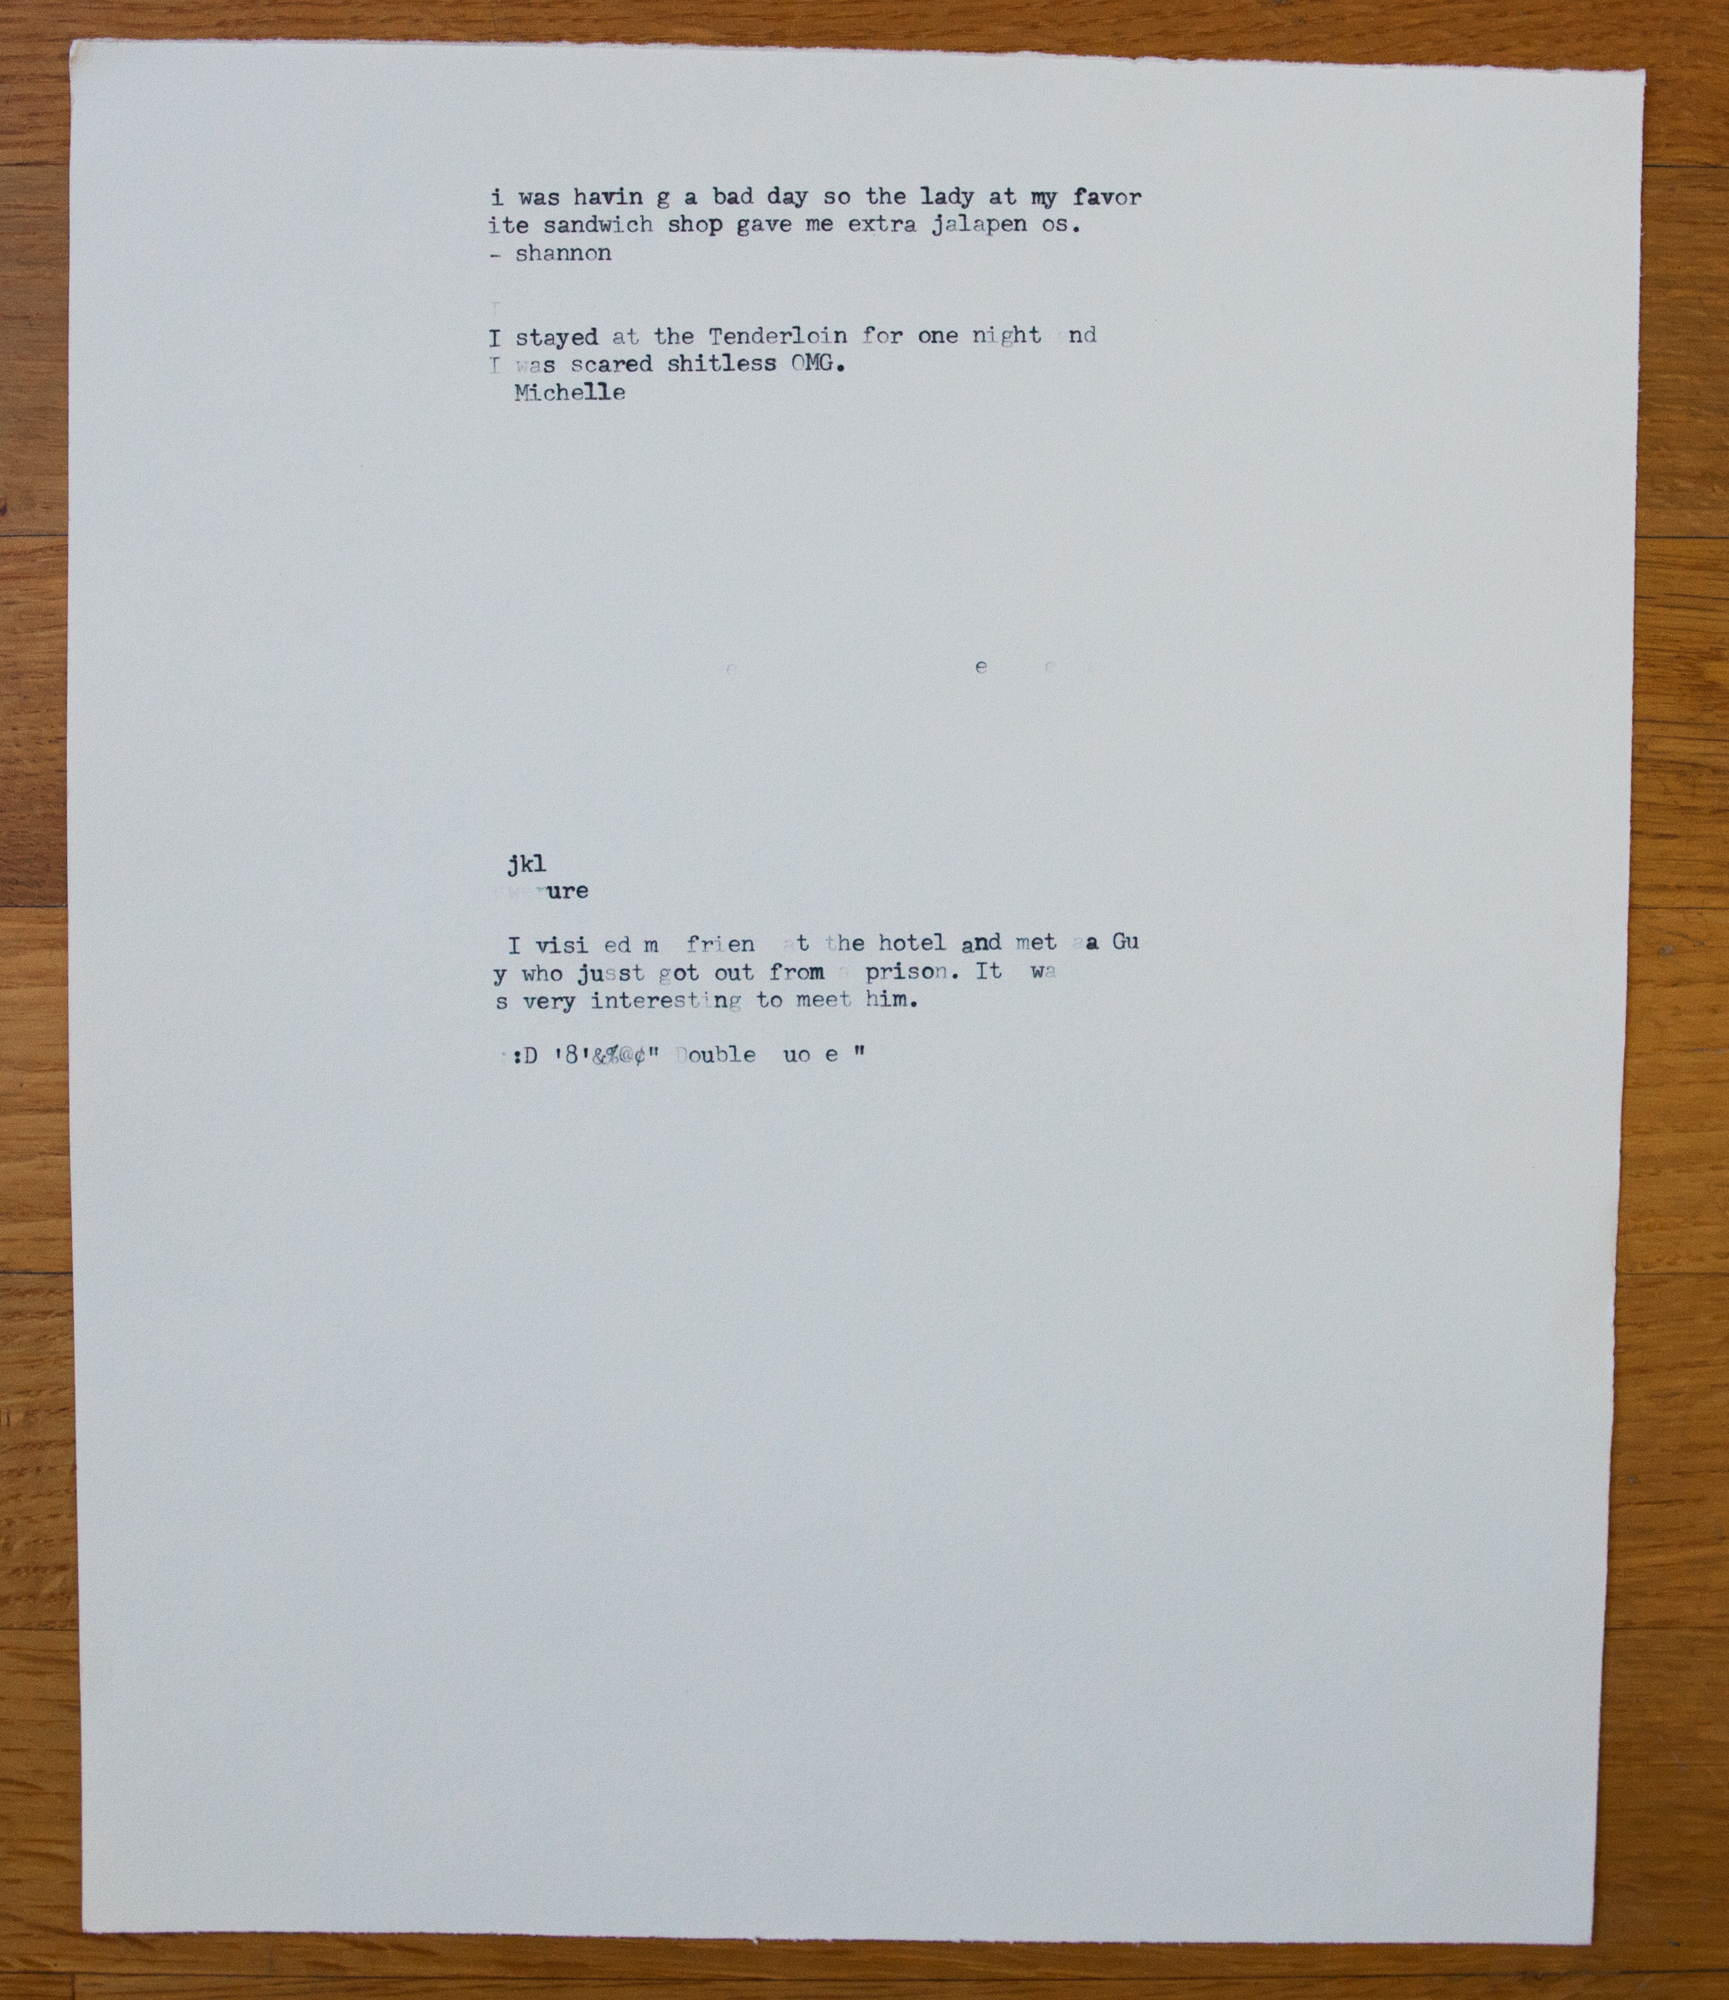 i was havin g a bad day so the lady at my favor
ite sandwich shop gave me extra jalapen os.
- shannon
I
I stayed at the Tenderloin for one night nd
I was scared shitless OMG.
Michelle
e e e
jkl
ure
I visi ed m frien at the hotel and met aa Gu
y who jusst got out from a prison. It wa
s very interesting to meet him.
:D '8'&%@¢" Double uo e "